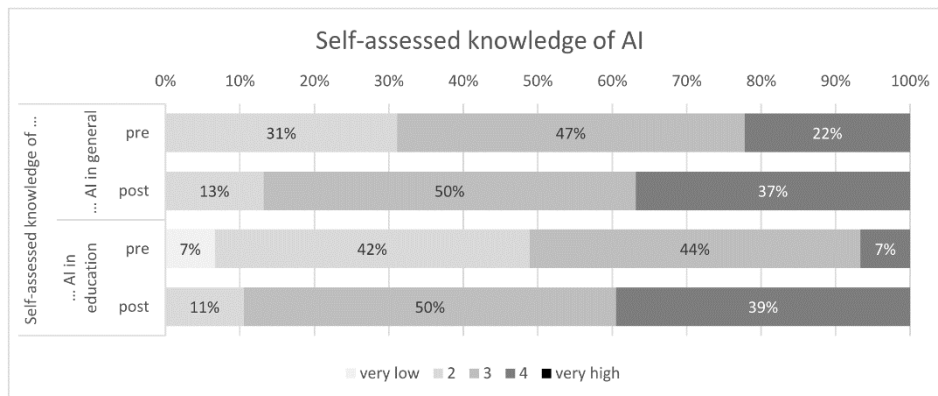 Self-assessed knowledge of AI
0% 10% 20% 30% 40% 50% 60% 70% 80% 90% 100%
Self-assessed knowledge of ...
... AI in general
pre 31% 47% 22%
post 13% 50% 37%
... AI in
education
pre 7% 42% 44% 7%
post 11% 50% 39%
very low 2 3 4 very high